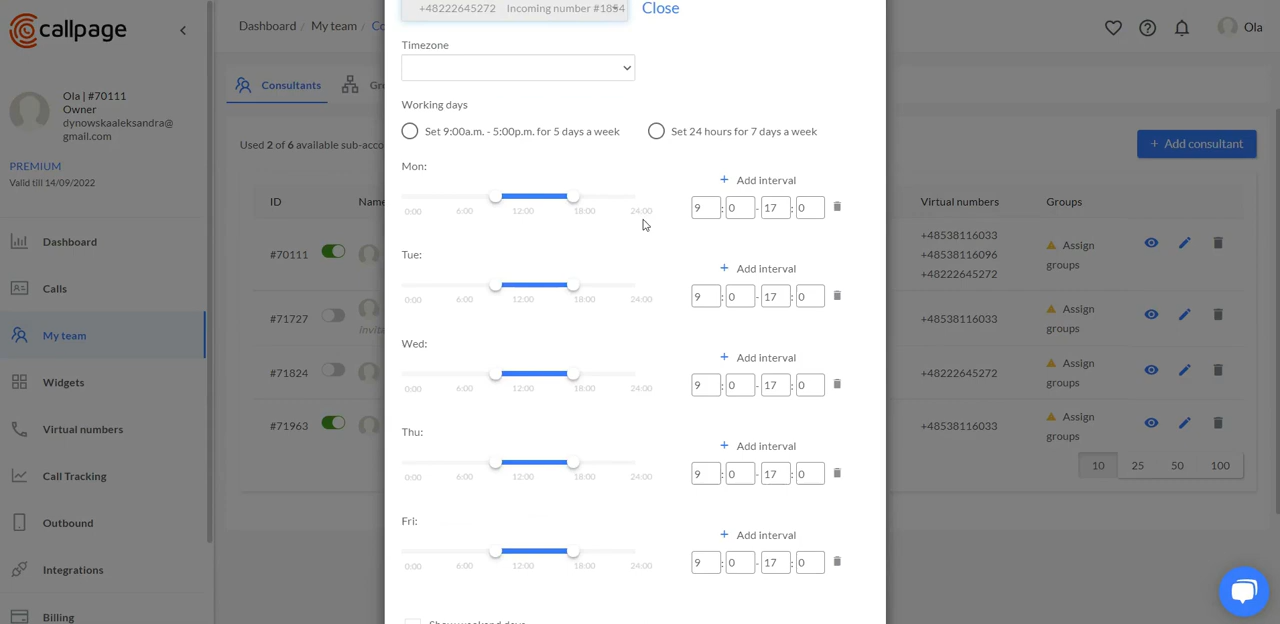 callpage
Dashboard / My team / Co
Ola
Ola | #70111
Owner
dynowskaaleksandra@
gmail.com
PREMIUM
Valid till 14/09/2022
Dashboard
Calls
My team
Widgets
Virtual numbers
Call Tracking
Outbound
Integrations
Billing
Consultants
Gr
Used 2 of 6 available sub-acco
+ Add consultant
ID
Name
Virtual numbers
Groups
#70111
+48538116033
+48538116096
+48222645272
Assign
groups
#71727
Invit
+48538116033
Assign
groups
#71824
+48222645272
Assign
groups
#71963
+48538116033
Assign
groups
10 25 50 100
+48222645272 Incoming number
Close
Timezone
Working days
Set 9:00a.m. - 5:00p.m. for 5 days a week
Set 24 hours for 7 days a week
Mon:
+ Add interval
0:00 6:00 12:00 18:00 24:00
9 : 0 - 17 : 0
Tue:
+ Add interval
0:00 6:00 12:00 18:00 24:00
9 : 0 - 17 : 0
Wed:
+ Add interval
0:00 6:00 12:00 18:00 24:00
9 : 0 - 17 : 0
Thu:
+ Add interval
0:00 6:00 12:00 18:00 24:00
9 : 0 - 17 : 0
Fri:
+ Add interval
0:00 6:00 12:00 18:00 24:00
9 : 0 - 17 : 0
Show weekend days